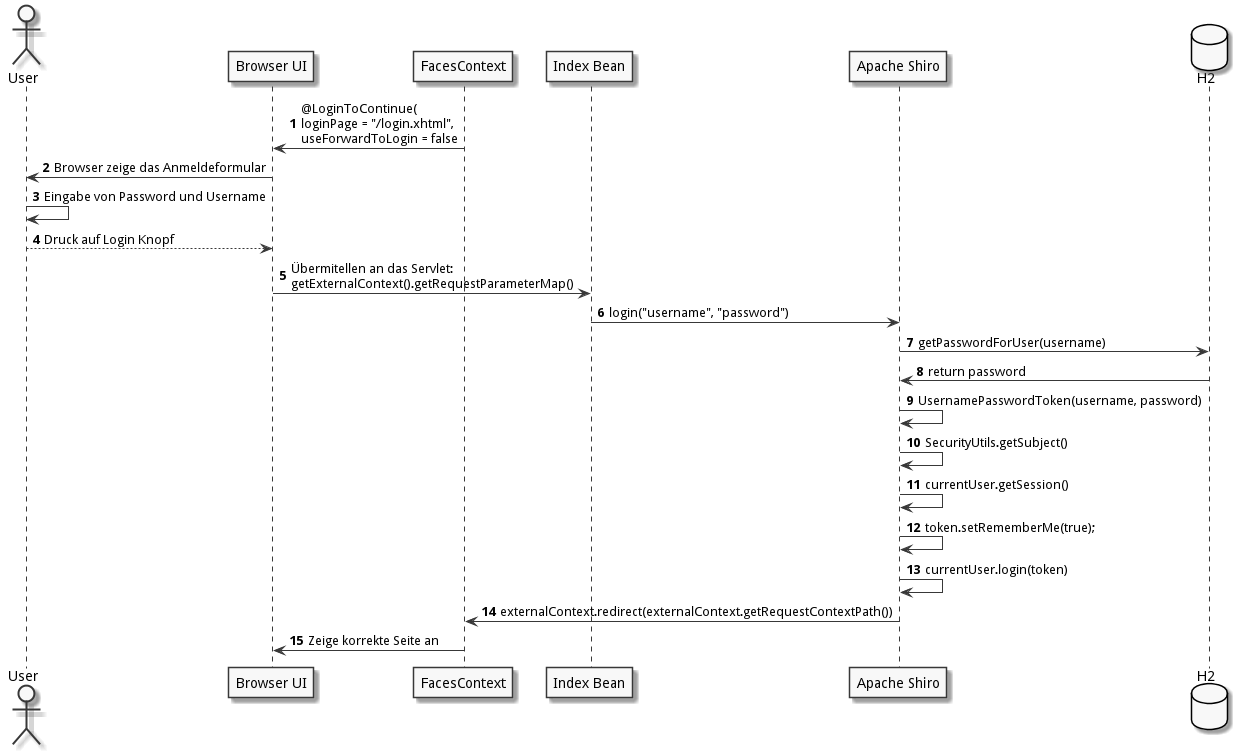 User
Browser UI
FacesContext
Index Bean
Apache Shiro
H2
@LoginToContinue(
1 loginPage = "/login.xhtml",
useForwardToLogin = false
2 Browser zeige das Anmeldeformular
3 Eingabe von Password und Username
4 Druck auf Login Knopf
5 Übermitellen an das Servlet:
getExternalContext().getRequestParameterMap()
6 login("username", "password")
7 getPasswordForUser(username)
8 return password
9 UsernamePasswordToken(username, password)
10 SecurityUtils.getSubject()
11 currentUser.getSession()
12 token.setRememberMe(true);
13 currentUser.login(token)
14 externalContext.redirect(externalContext.getRequestContextPath())
15 Zeige korrekte Seite an
User
Browser UI
FacesContext
Index Bean
Apache Shiro
H2